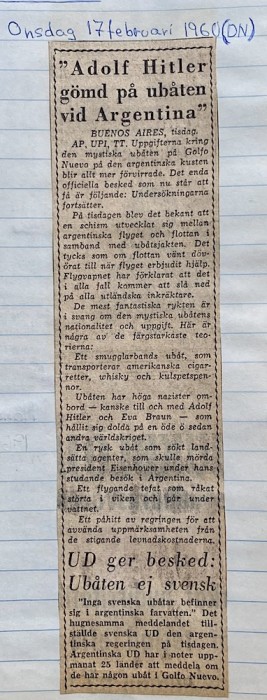 Onsdag 17 februari 1960 (DN)
”Adolf Hitler
gömd på ubåten
vid Argentina”
BUENOS AIRES, tisdag.
AP, UPI, TT. Uppgifterna kring
den mystiska ubåten på Golfo
Nuevo på den argentinska kusten
blir allt mer förvirrade. Det enda
officiella besked som nu står att
få är följande: Undersökningarna
fortsätter.
På tisdagen blev det bekant att
en schism utvecklat sig mellan
argentinska flyget och flottan i
samband med ubåtsjakten. Det
tycks som om flottan vänt döv-
örat till när flyget erbjudit hjälp.
Flygvapnet har förklarat att det
i alla fall kommer att slå ned
på alla utländska inkräktare.
De mest fantastiska rykten är
i svang om den mystiska ubåtens
nationalitet och uppgift. Här är
några av de färgstarkaste teo-
rierna:
Ett smugglarbands ubåt, som
transporterar amerikanska cigar-
retter, whisky och kulspetspen-
nor.
Ubåten har höga nazister om-
bord — kanske till och med Adolf
Hitler och Eva Braun — som
hållit sig dolda på en öde ö sedan
andra världskriget.
En rysk ubåt som sökt land-
sätta agenter, som skulle mörda
president Eisenhower under hans
stundande besök i Argentina.
Ett flygande tefat som råkat
störta i viken och går under
vattnet.
Ett påhitt av regringen för att
avvända uppmärksamheten från
de stigande levnadskostnaderna.
UD ger besked:
Ubåten ej svensk
”Inga svenska ubåtar befinner
sig i argentinska farvatten.” Det
hugnesamma meddelandet till-
ställde svenska UD den argen-
tinska regeringen på tisdagen.
Argentinska UD har i noter upp-
manat 25 länder att meddela om
de har någon ubåt i Golfo Nuevo.